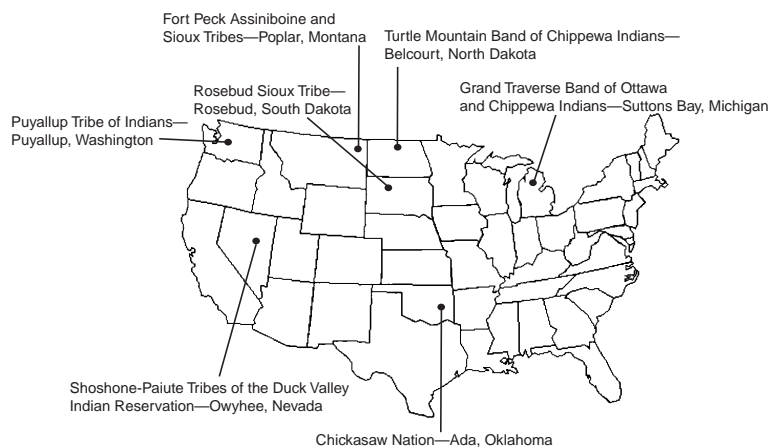 Fort Peck Assiniboine and
Sioux Tribes—Poplar, Montana
Turtle Mountain Band of Chippewa Indians—
Belcourt, North Dakota
Rosebud Sioux Tribe—
Rosebud, South Dakota
Grand Traverse Band of Ottawa
and Chippewa Indians—Suttons Bay, Michigan
Puyallup Tribe of Indians—
Puyallup, Washington
Shoshone-Paiute Tribes of the Duck Valley
Indian Reservation—Owyhee, Nevada
Chickasaw Nation—Ada, Oklahoma